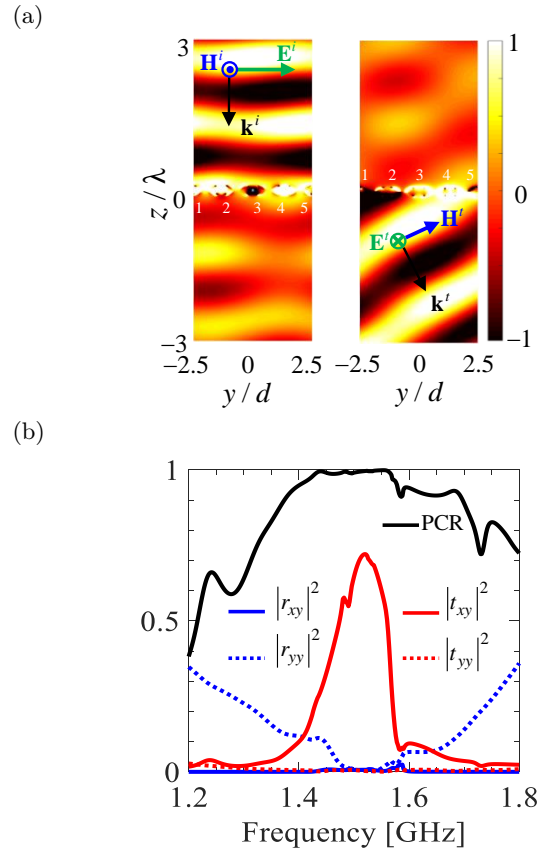 (a)
3
0
−3
z / λ
H^i
E^i
k^i
1 2 3 4 5
−2.5 0 2.5
y / d
1 2 3 4 5
E^t
H^t
k^t
−2.5 0 2.5
y / d
1
0
−1
(b)
1
0.5
0
PCR
|r_xy|^2
|t_xy|^2
|r_yy|^2
|t_yy|^2
1.2 1.4 1.6 1.8
Frequency [GHz]